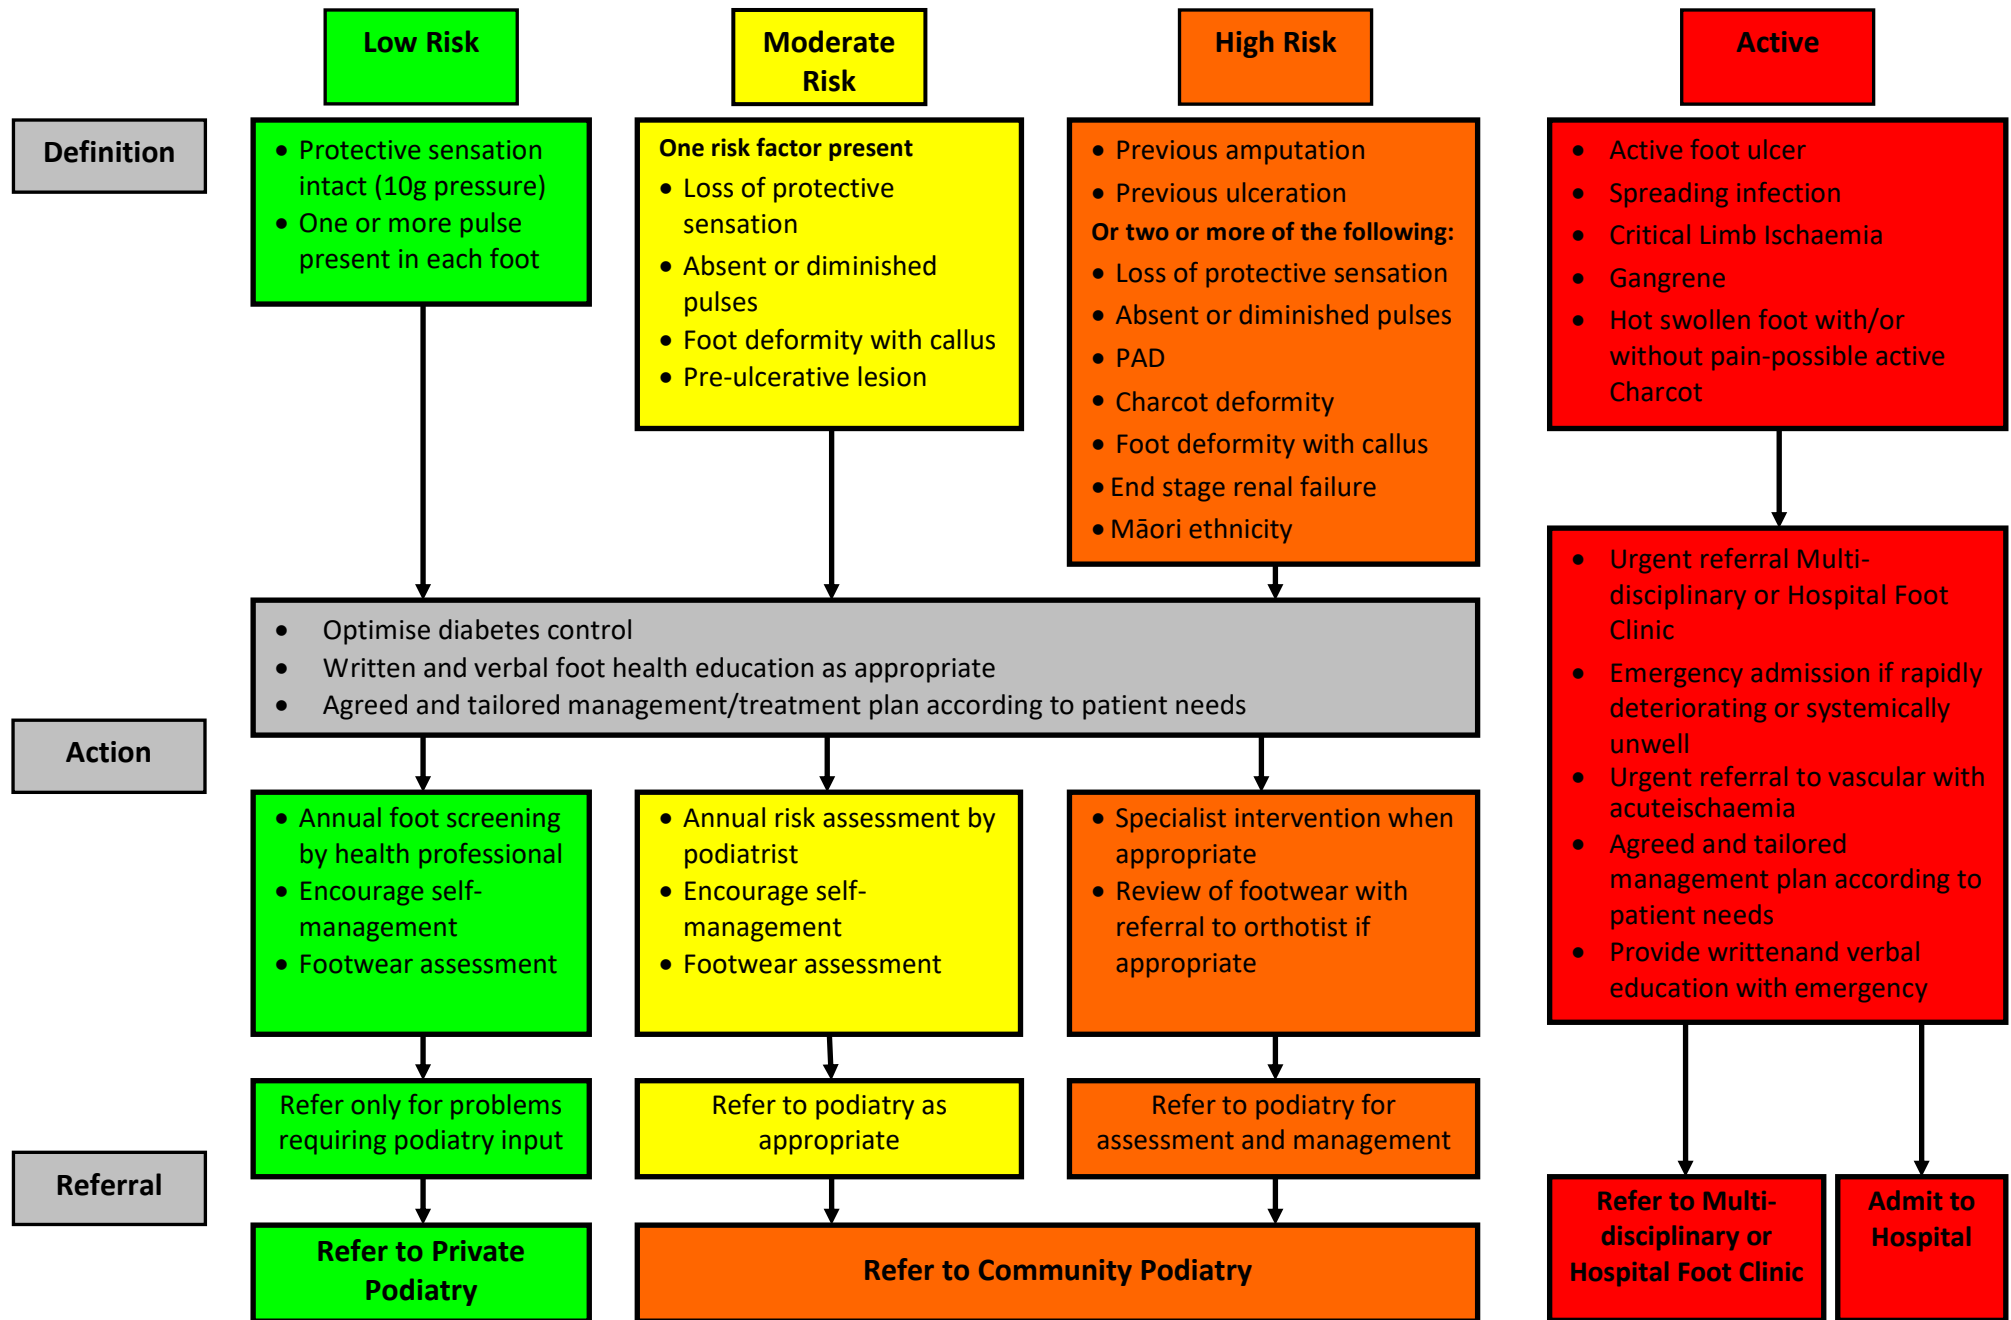 Low Risk
Moderate
Risk
High Risk
Active
Definition
• Protective sensation
intact (10g pressure)
• One or more pulse
present in each foot
One risk factor present
• Loss of protective
sensation
• Absent or diminished
pulses
• Foot deformity with callus
• Pre-ulcerative lesion
• Previous amputation
• Previous ulceration
Or two or more of the following:
• Loss of protective sensation
• Absent or diminished pulses
• PAD
• Charcot deformity
• Foot deformity with callus
• End stage renal failure
• Māori ethnicity
• Active foot ulcer
• Spreading infection
• Critical Limb Ischaemia
• Gangrene
• Hot swollen foot with/or
without pain-possible active
Charcot
Action
• Optimise diabetes control
• Written and verbal foot health education as appropriate
• Agreed and tailored management/treatment plan according to patient needs
• Annual foot screening
by health professional
• Encourage self-
management
• Footwear assessment
• Annual risk assessment by
podiatrist
• Encourage self-
management
• Footwear assessment
• Specialist intervention when
appropriate
• Review of footwear with
referral to orthotist if
appropriate
• Urgent referral Multi-
disciplinary or Hospital Foot
Clinic
• Emergency admission if rapidly
deteriorating or systemically
unwell
• Urgent referral to vascular with
acuteischaemia
• Agreed and tailored
management plan according to
patient needs
• Provide writtenand verbal
education with emergency
Referral
Refer only for problems
requiring podiatry input
Refer to podiatry as
appropriate
Refer to podiatry for
assessment and management
Refer to Private
Podiatry
Refer to Community Podiatry
Refer to Multi-
disciplinary or
Hospital Foot Clinic
Admit to
Hospital